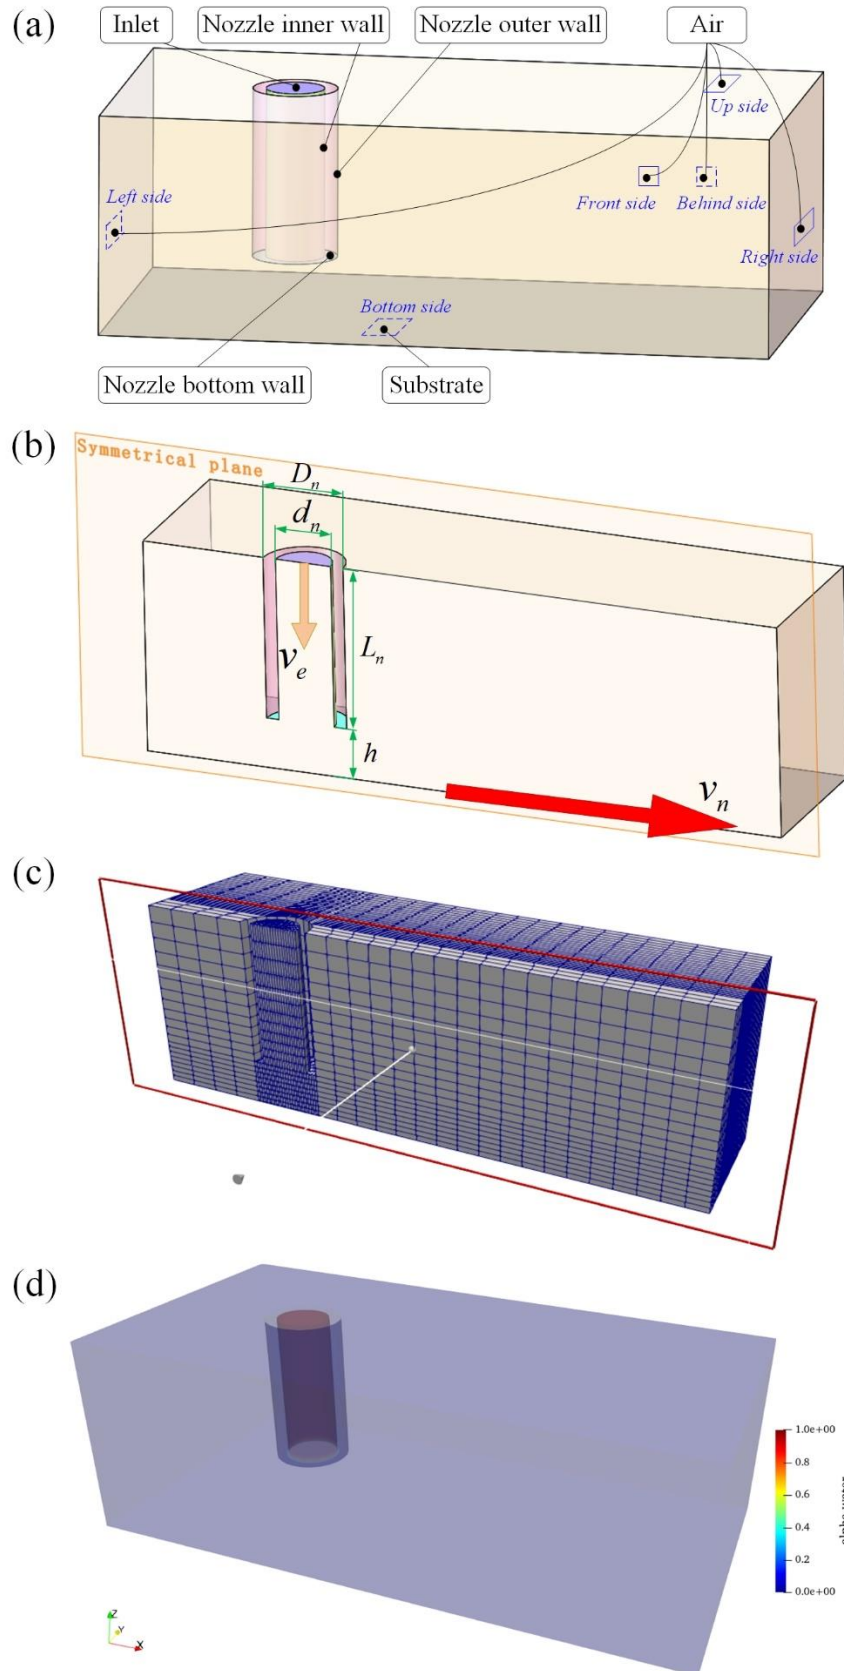 (a)
Inlet
Nozzle inner wall
Nozzle outer wall
Air
Up side
Left side
Front side
Behind side
Right side
Bottom side
Nozzle bottom wall
Substrate
(b)
Symmetrical plane
Dn
dn
ve
Ln
h
vn
(c)
(d)
1.0e+00
0.8
0.6
0.4
0.2
0.0e+00
Z
Y
X